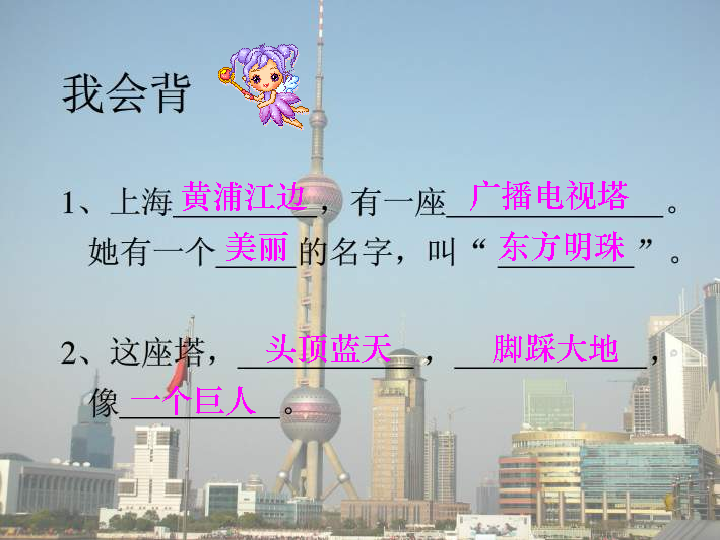 我会背
1、上海黄浦江边，有一座广播电视塔。
她有一个美丽的名字，叫“东方明珠”。
2、这座塔，头顶蓝天，脚踩大地，
像一个巨人。